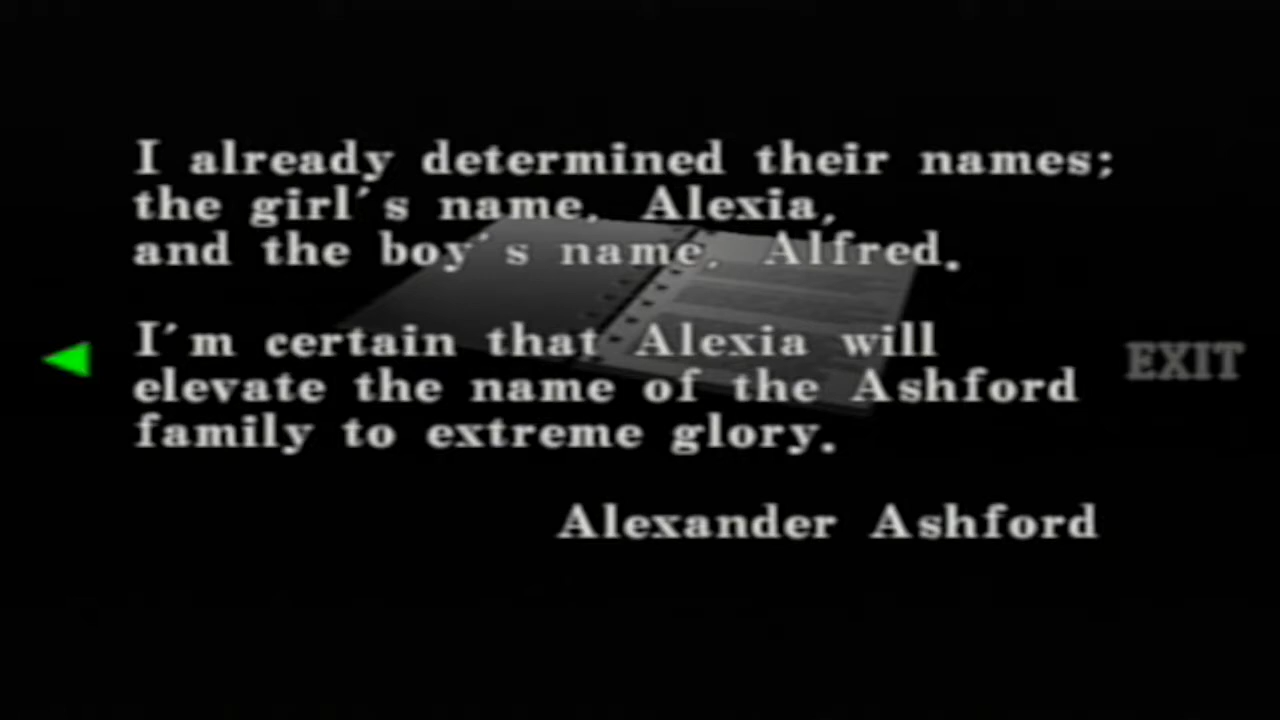 I already determined their names;
the girl's name, Alexia,
and the boy's name, Alfred.
I'm certain that Alexia will
elevate the name of the Ashford
family to extreme glory.
EXIT
Alexander Ashford